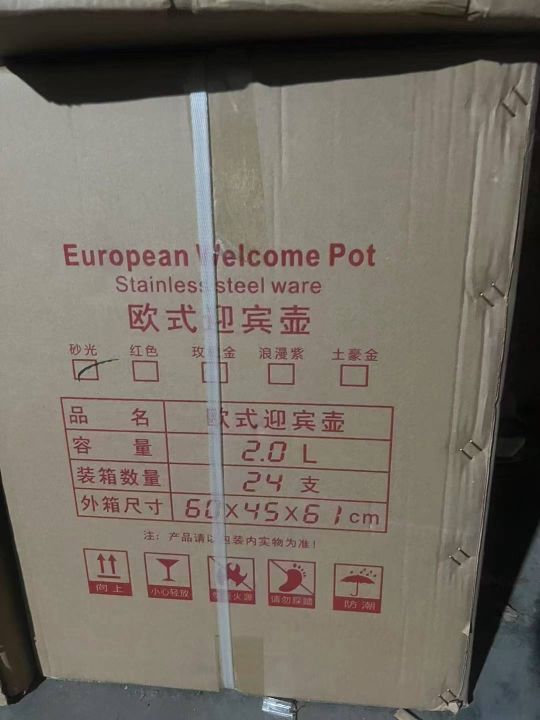 European Welcome Pot
Stainless steel ware
欧式迎宾壶
砂光 红色 玫 金 浪漫紫 土豪金
品 名 欧式迎宾壶
容 量 2.0 L
装箱数量 24 支
外箱尺寸 60X45X61cm
注：产品请以包装内实物为准！
向上 小心轻放 火源 请勿踩踏 防潮